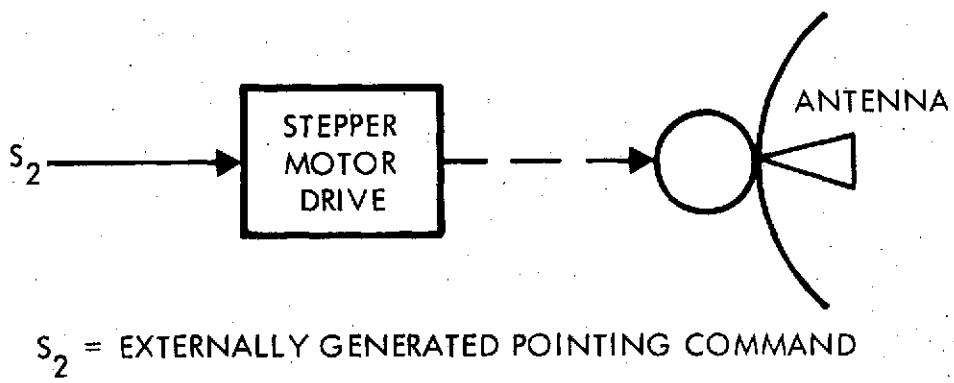 ANTENNA
STEPPER
MOTOR
DRIVE
S₂
S₂ = EXTERNALLY GENERATED POINTING COMMAND